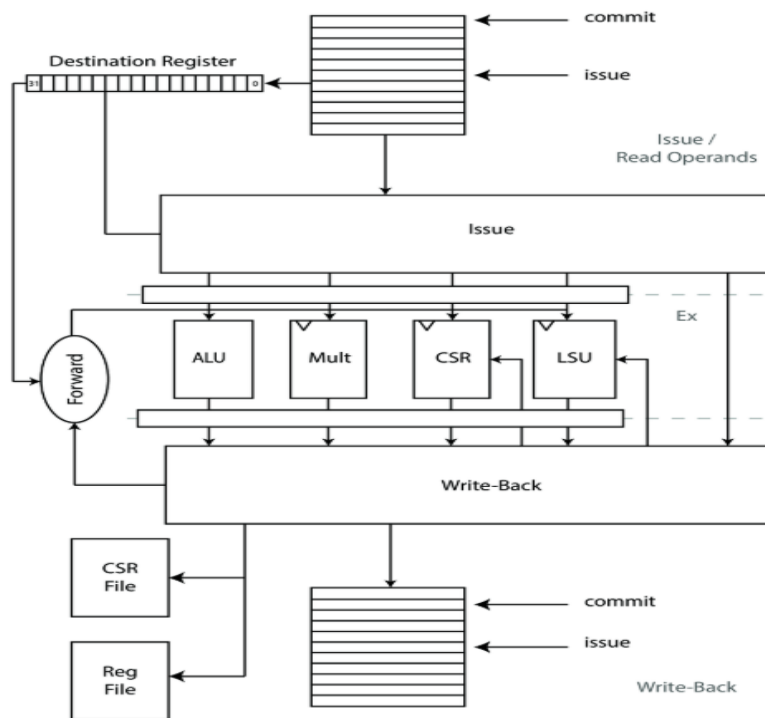 commit
Destination Register
31
0
issue
Issue /
Read Operands
Issue
Ex
ALU
Mult
CSR
LSU
Forward
Write-Back
CSR
File
commit
issue
Reg
File
Write-Back